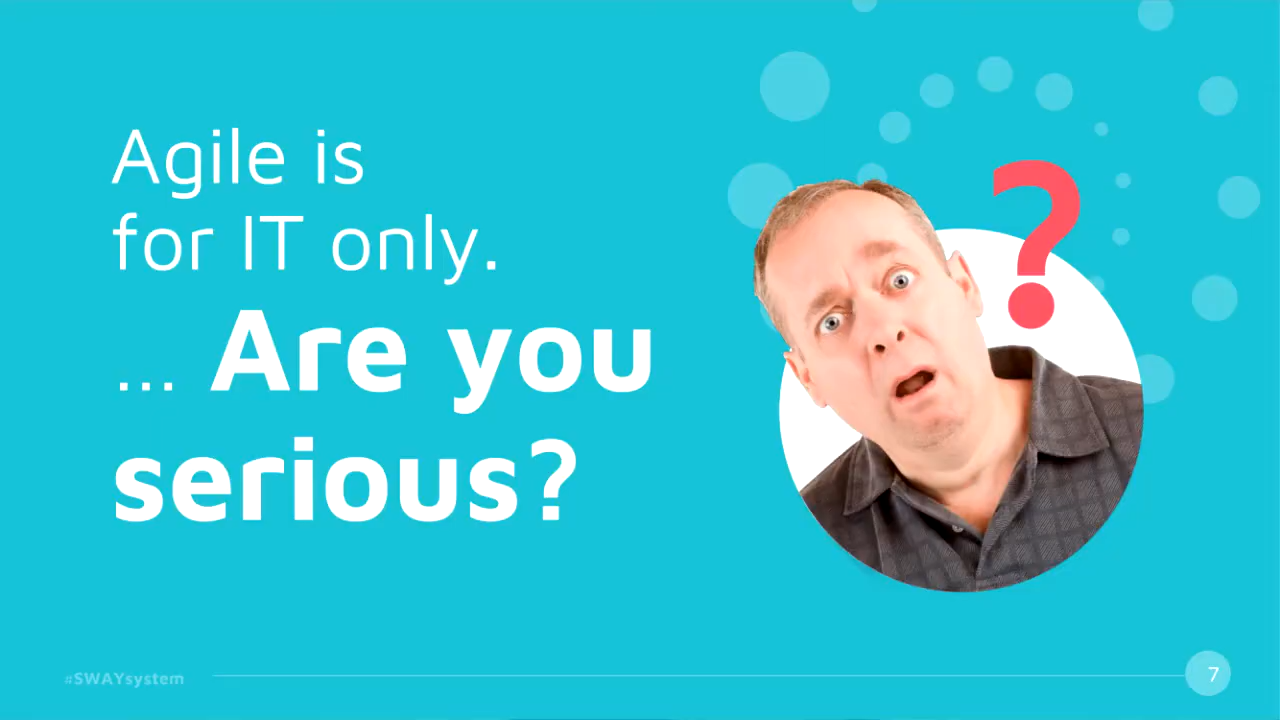 Agile is
for IT only.
... Are you
serious?
?
#SWAYsystem
7